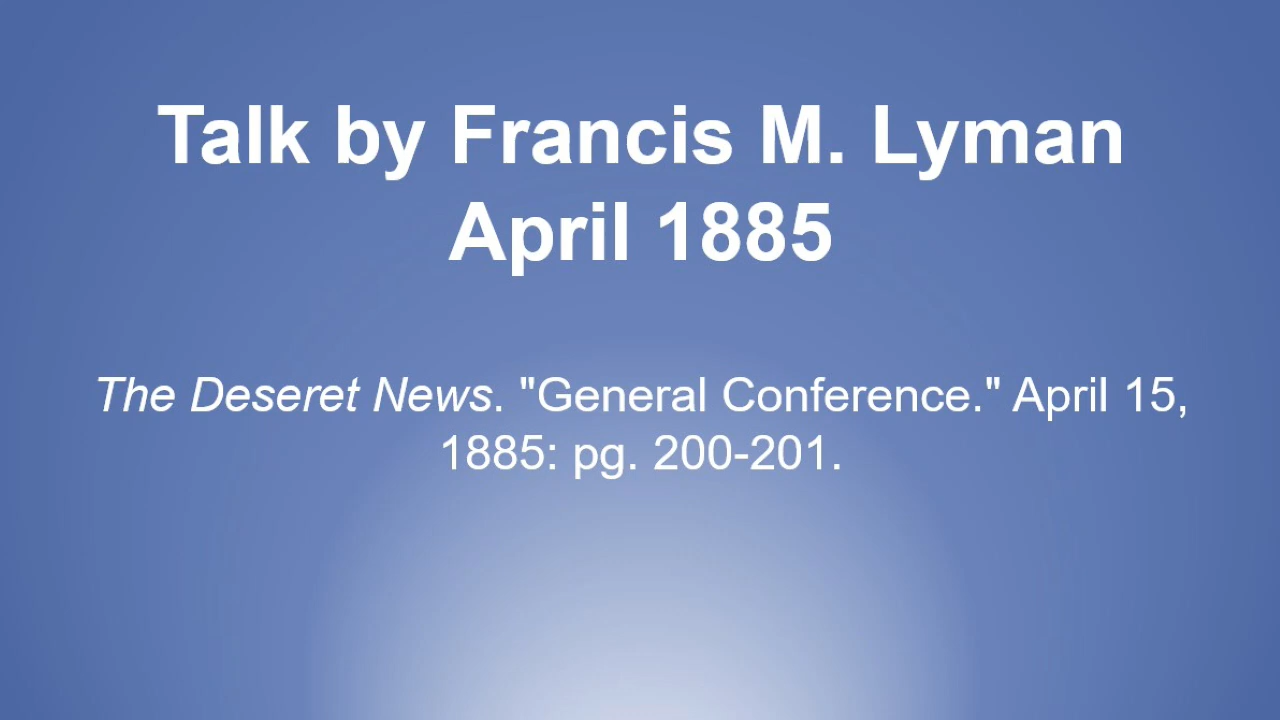 Talk by Francis M. Lyman
April 1885
The Deseret News. "General Conference." April 15,
1885: pg. 200-201.